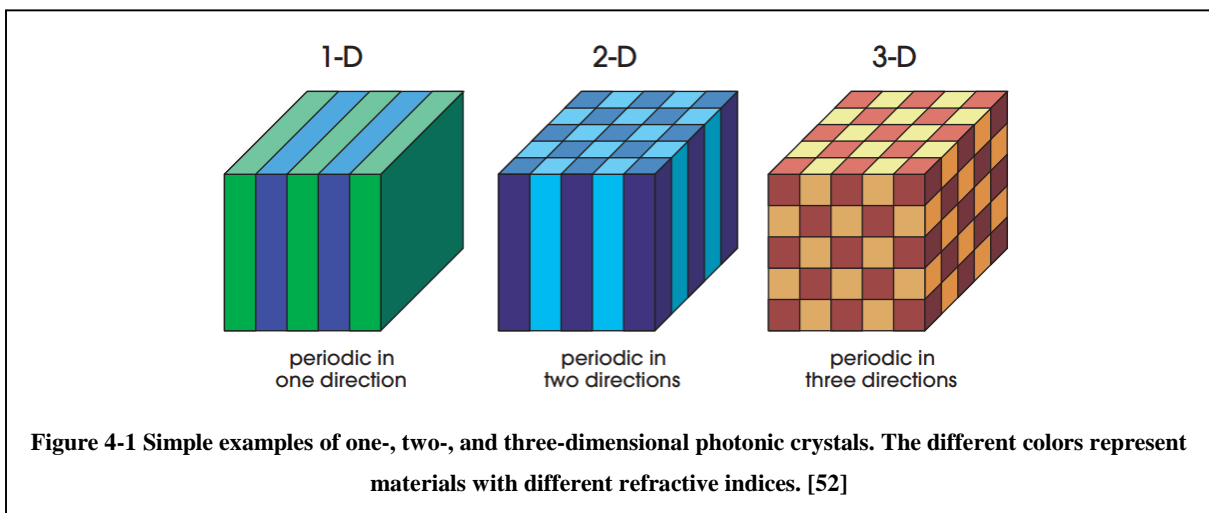 1-D 2-D 3-D
periodic in periodic in periodic in
one direction two directions three directions
Figure 4-1 Simple examples of one-, two-, and three-dimensional photonic crystals. The different colors represent
materials with different refractive indices. [52]